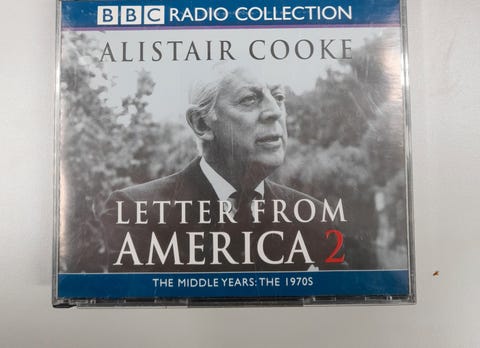 BBC RADIO COLLECTION
ALISTAIR COOKE
LETTER FROM
AMERICA 2
THE MIDDLE YEARS: THE 1970S